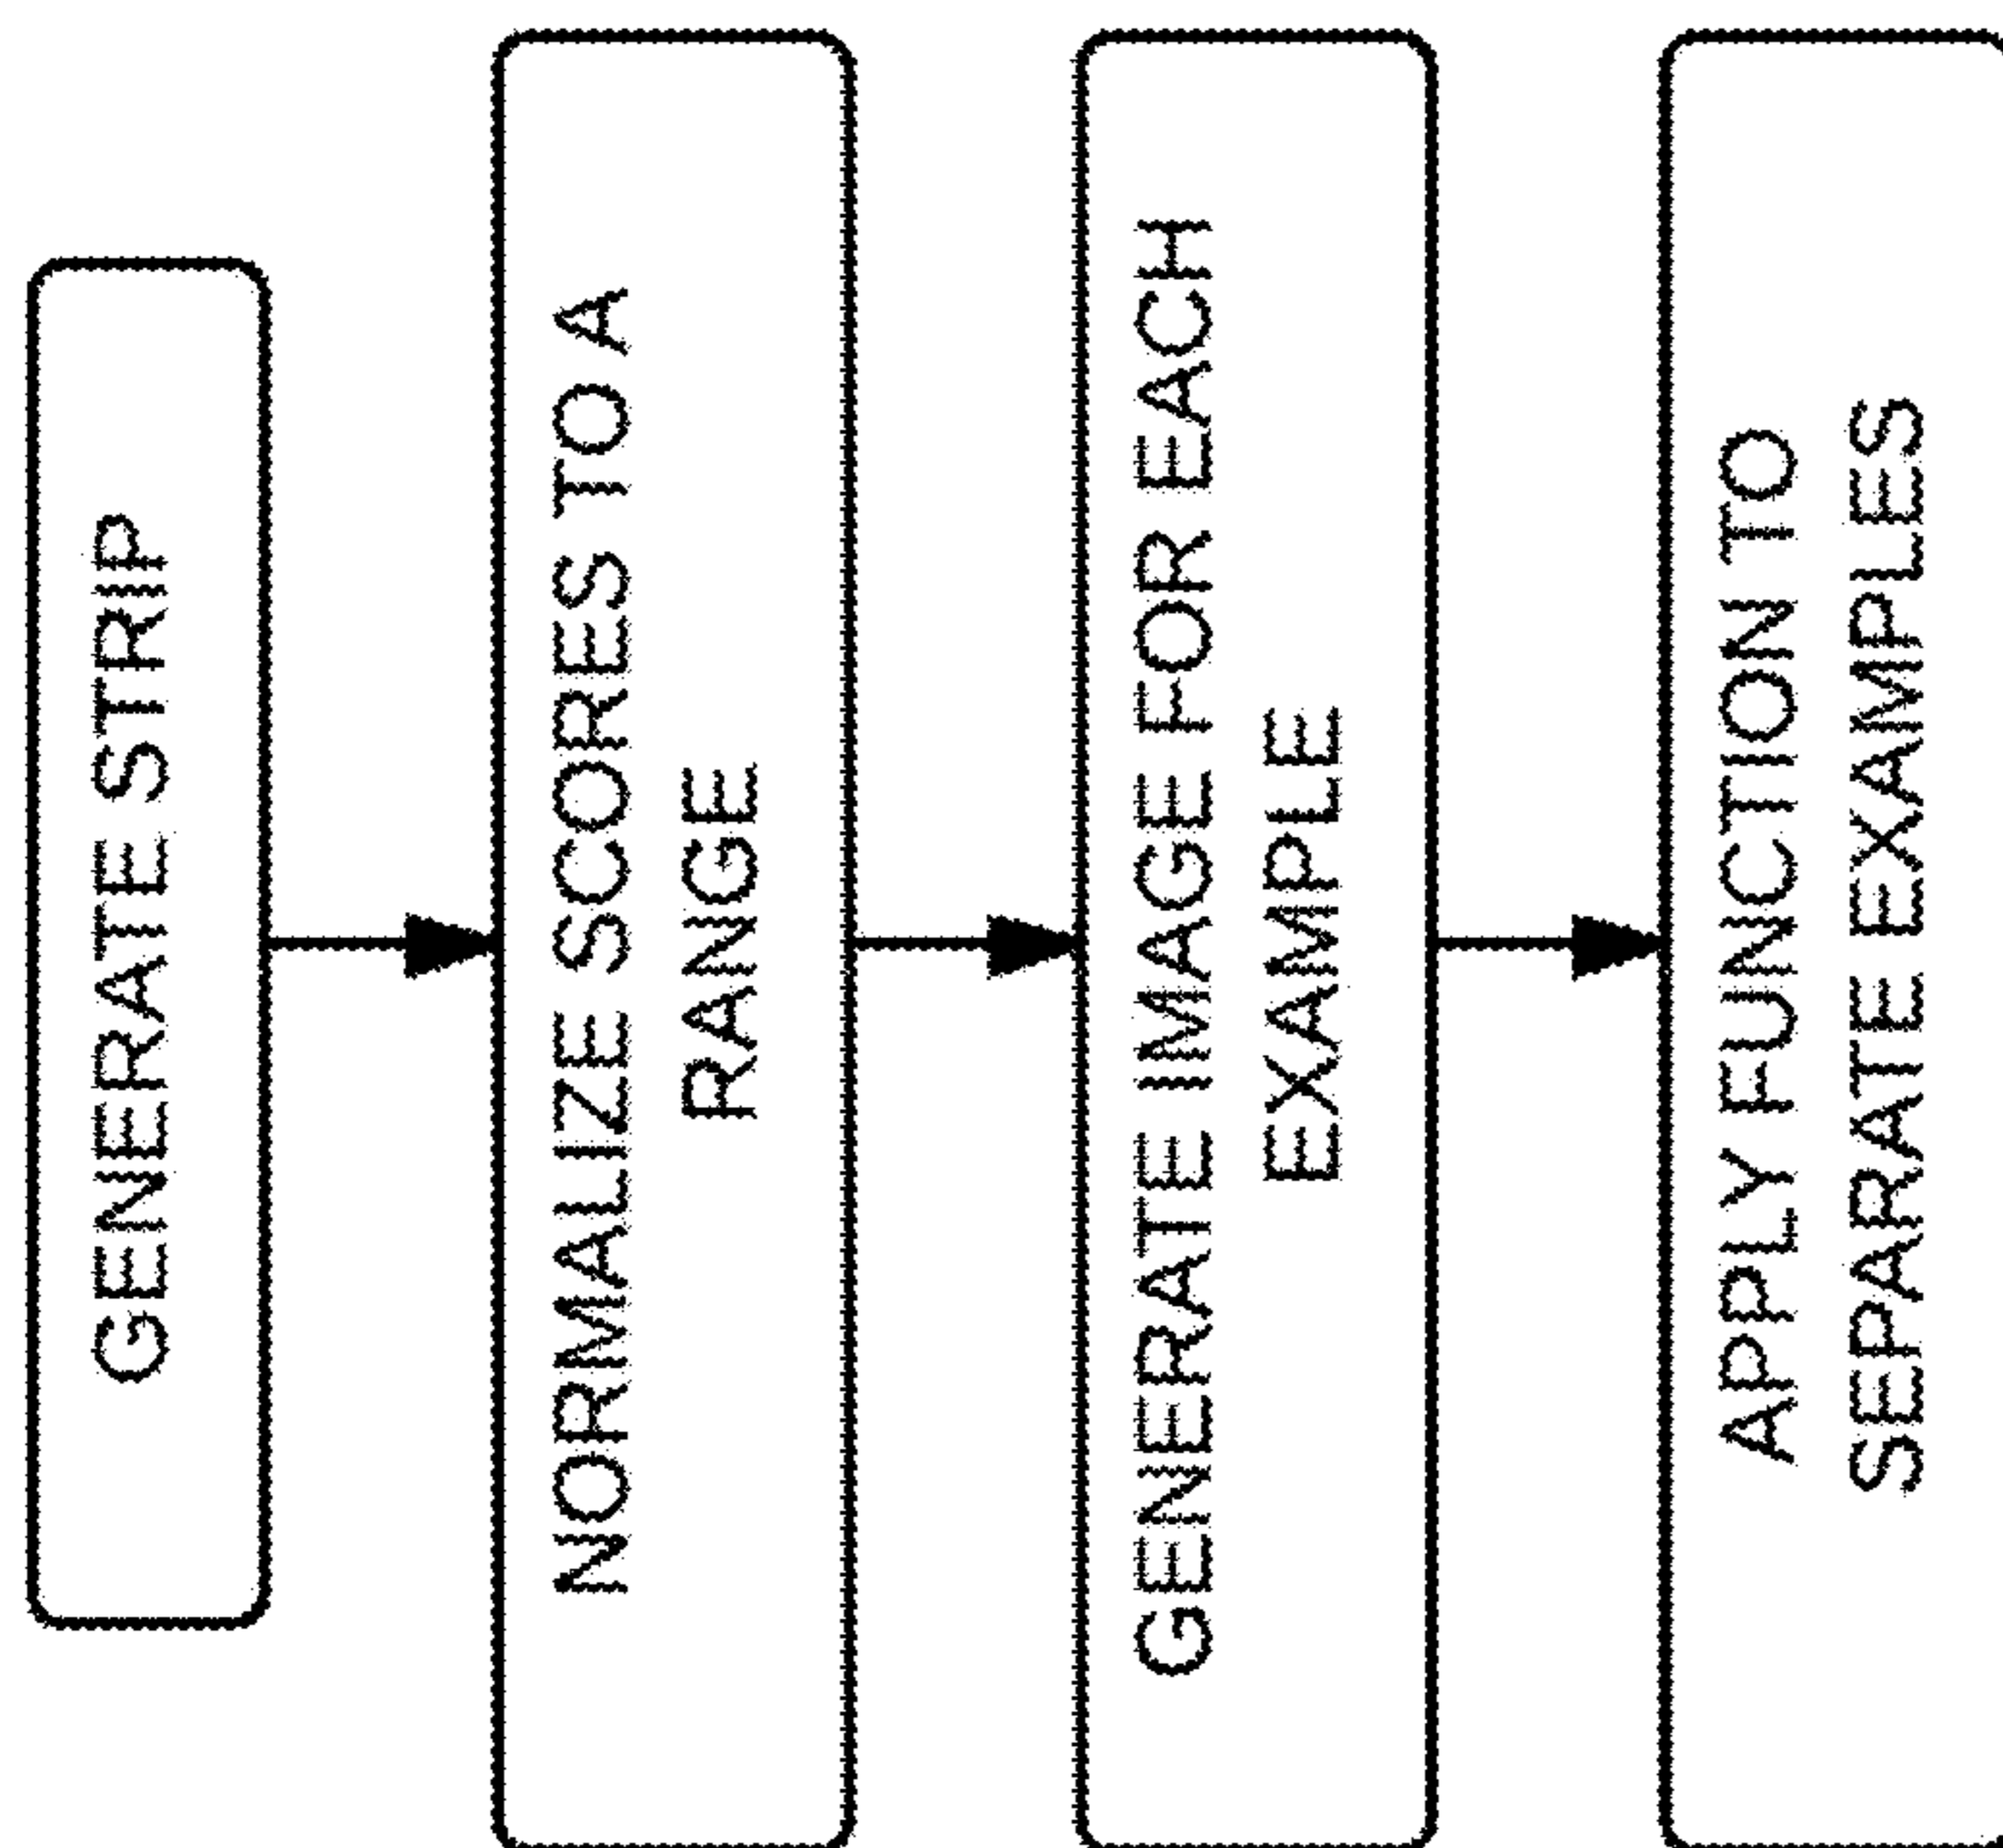 GENERATE STRIP
NORMALIZE SCORES TO A
RANGE
GENERATE IMAGE FOR EACH
EXAMPLE
APPLY FUNCTION TO
SEPARATE EXAMPLES